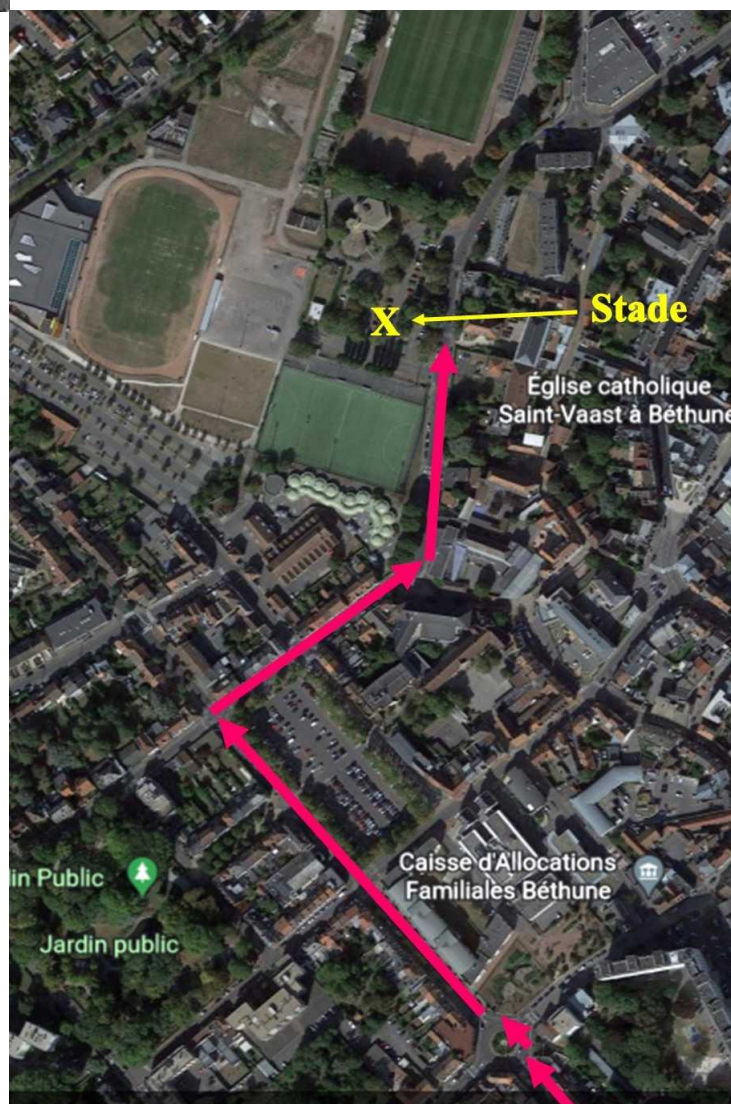 X
Stade
Église catholique
Saint-Vaast à Béthune
Caisse d'Allocations
Familiales Béthune
in Public
Jardin public